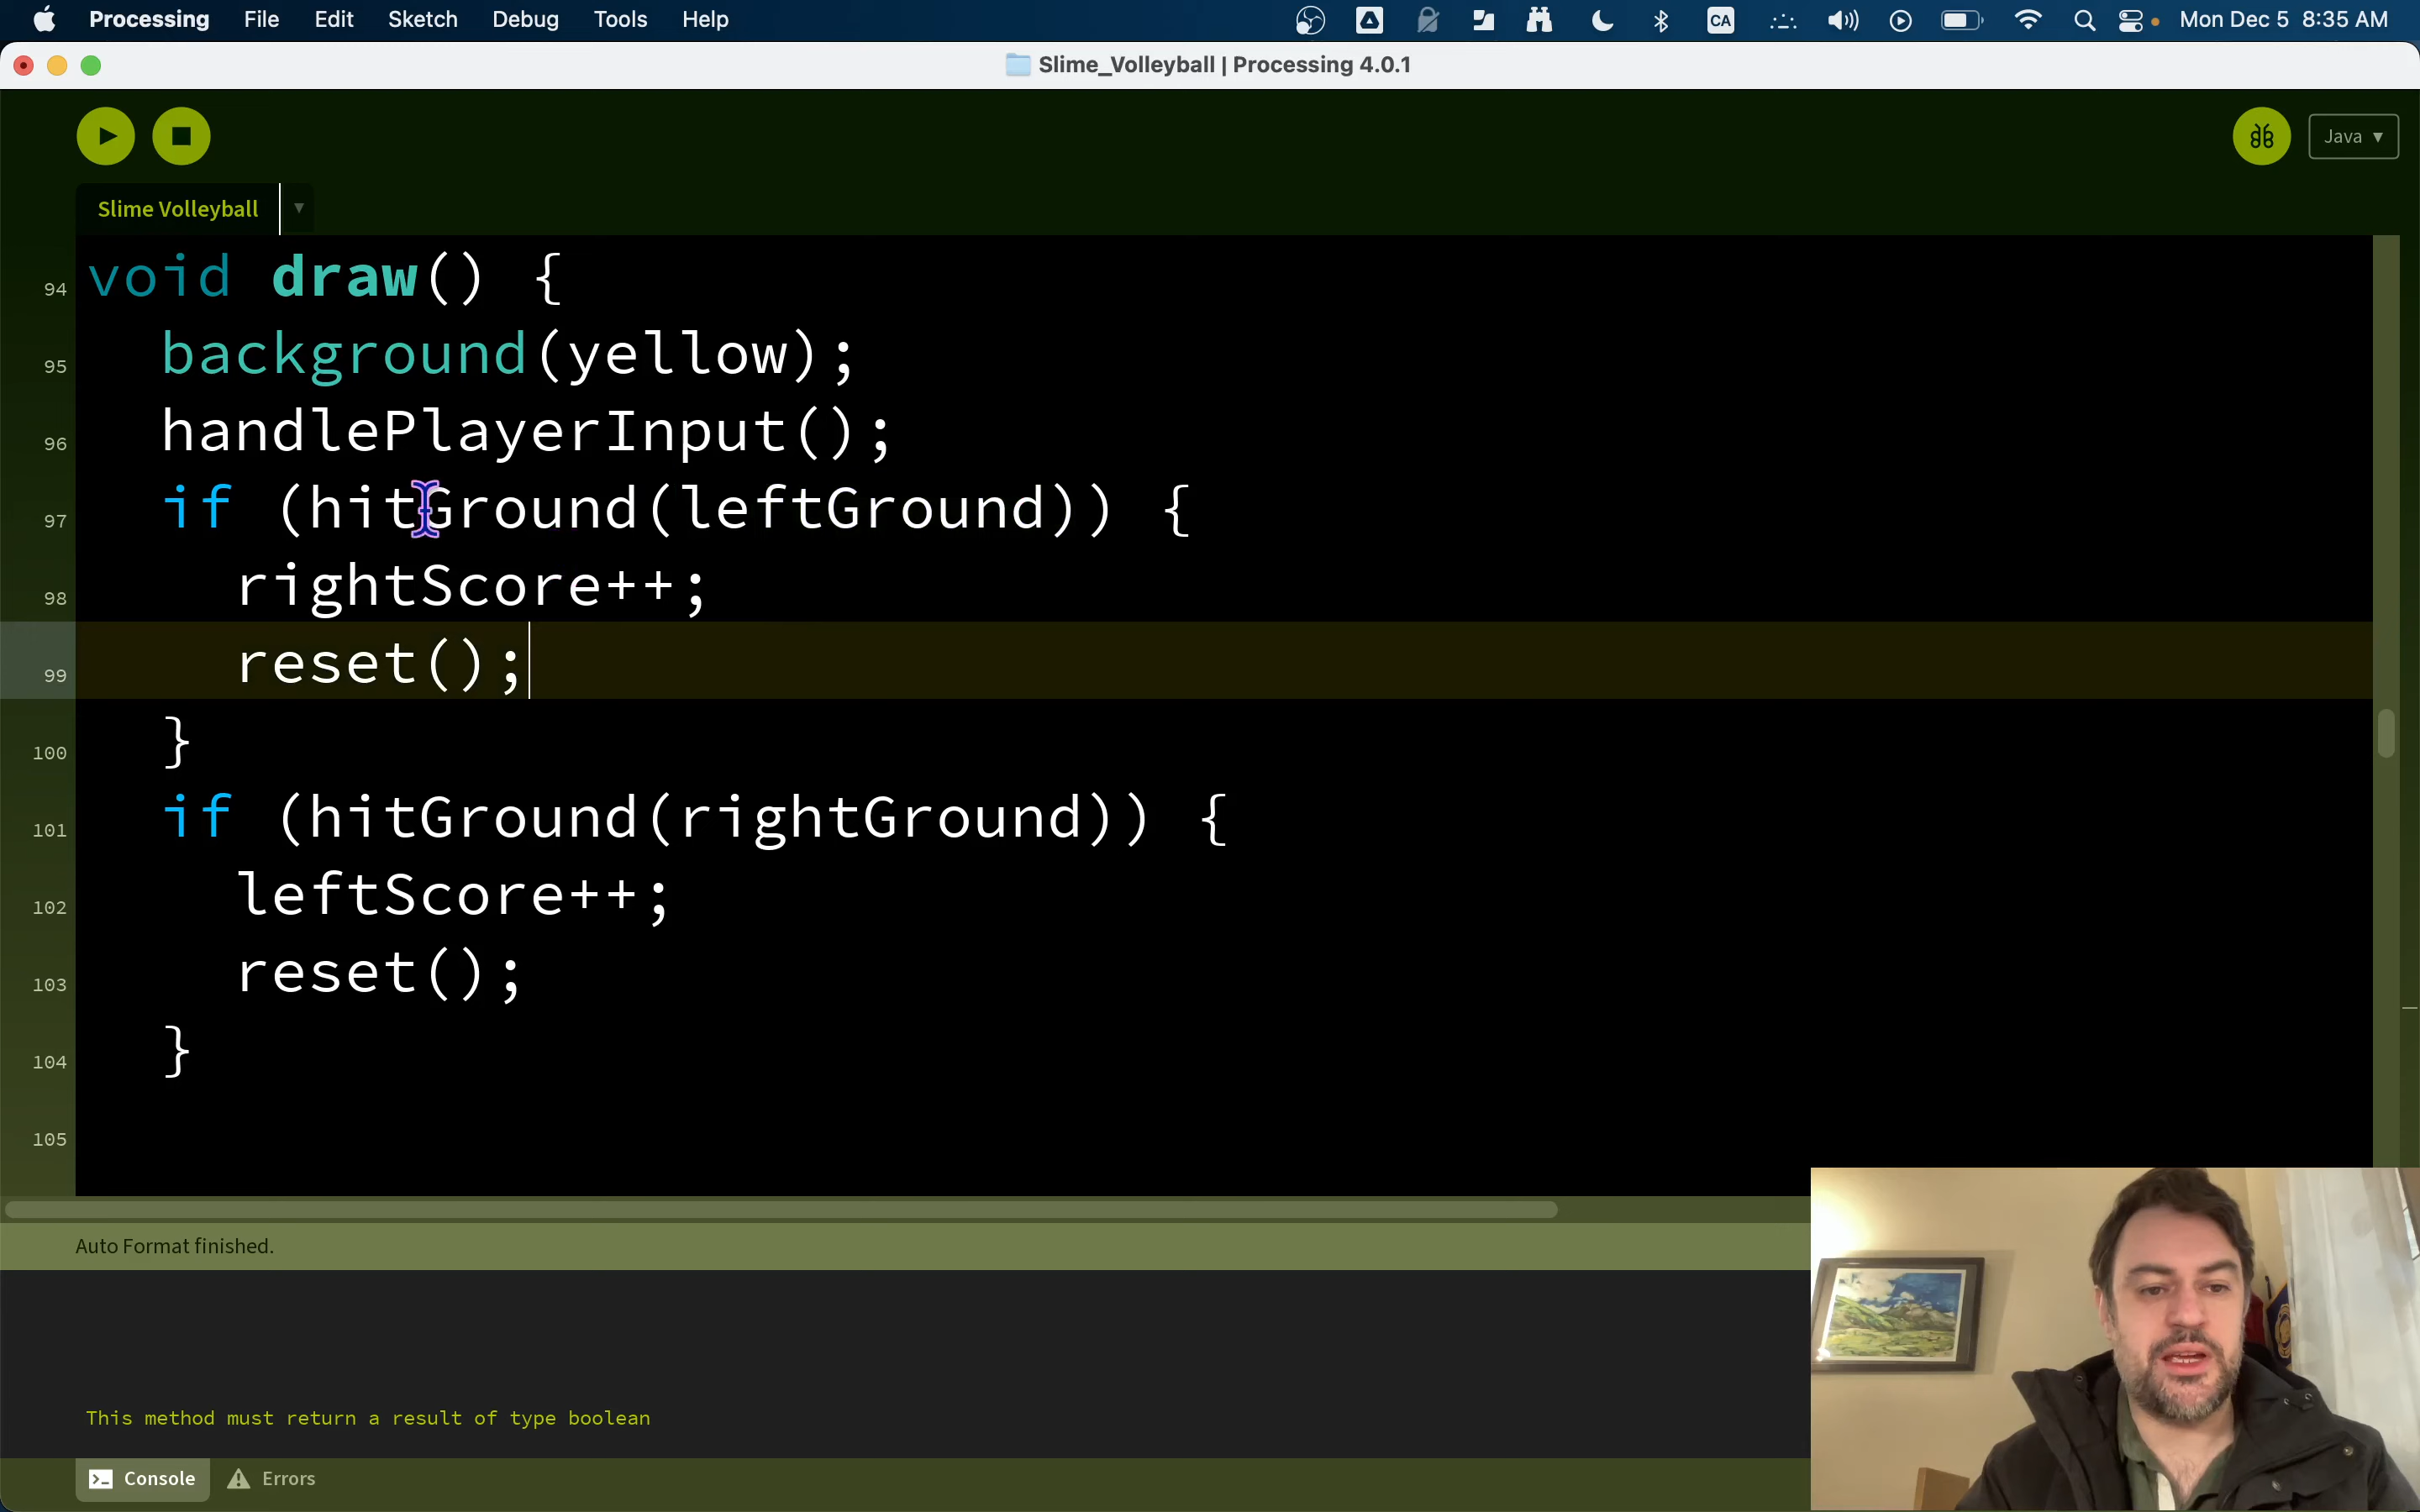 Processing File Edit Sketch Debug Tools Help CA Mon Dec 5 8:35 AM
Slime_Volleyball | Processing 4.0.1
Java ▼
Slime Volleyball ▼
94 void draw() {
95 background(yellow);
96 handlePlayerInput();
97 if (hitGround(leftGround)) {
98 rightScore++;
99 reset();
100 }
101 if (hitGround(rightGround)) {
102 leftScore++;
103 reset();
104 }
105
Auto Format finished.
This method must return a result of type boolean
Console Errors